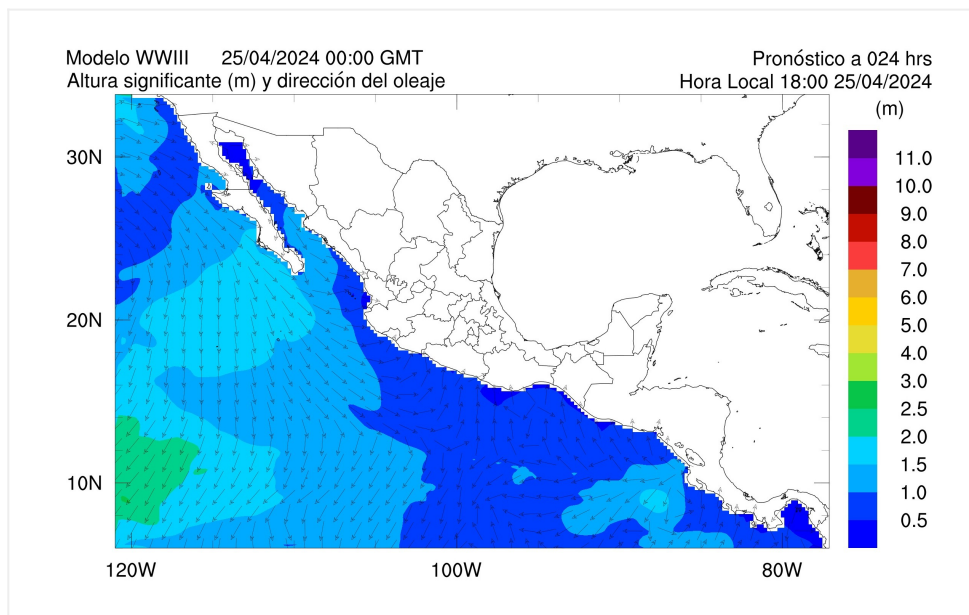 Modelo WWIII 25/04/2024 00:00 GMT
Pronóstico a 024 hrs
Altura significante (m) y dirección del oleaje
Hora Local 18:00 25/04/2024
(m)
30N
20N
10N
120W
100W
80W
11.0
10.0
9.0
8.0
7.0
6.0
5.0
4.0
3.0
2.5
2.0
1.5
1.0
0.5